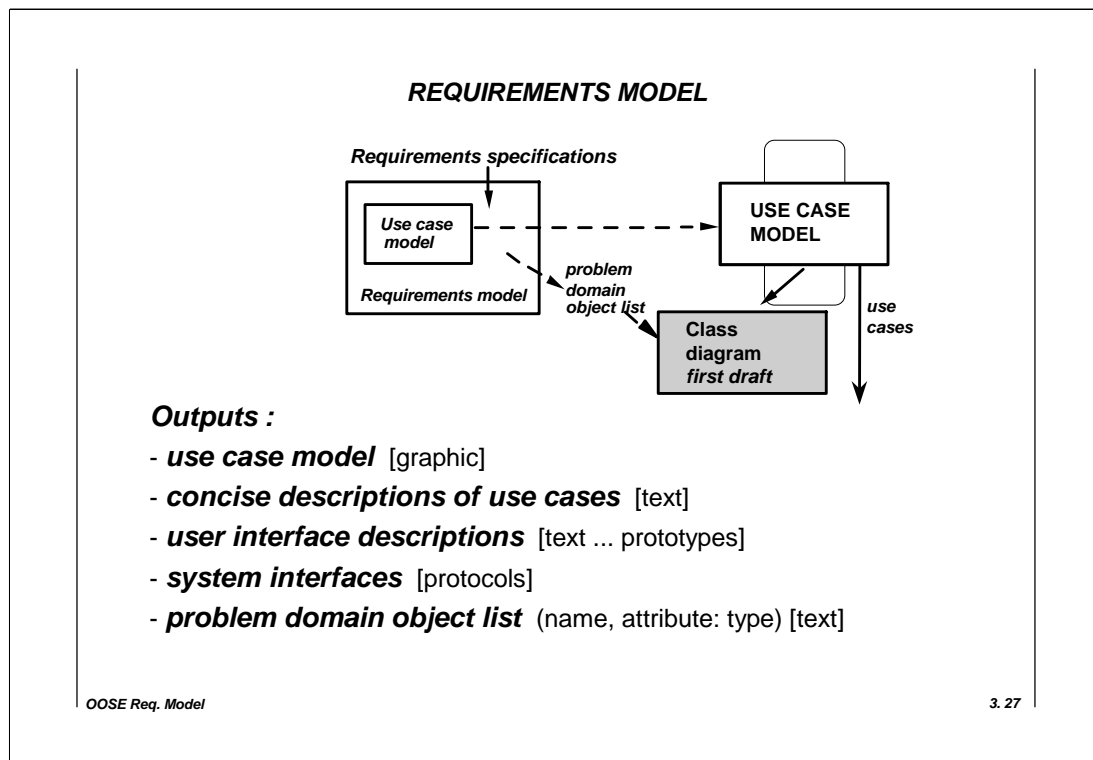 REQUIREMENTS MODEL
Requirements specifications
Use case
model
Requirements model
USE CASE
MODEL
problem
domain
object list
use
cases
Class
diagram
first draft
Outputs :
- use case model [graphic]
- concise descriptions of use cases [text]
- user interface descriptions [text ... prototypes]
- system interfaces [protocols]
- problem domain object list (name, attribute: type) [text]
OOSE Req. Model
3. 27